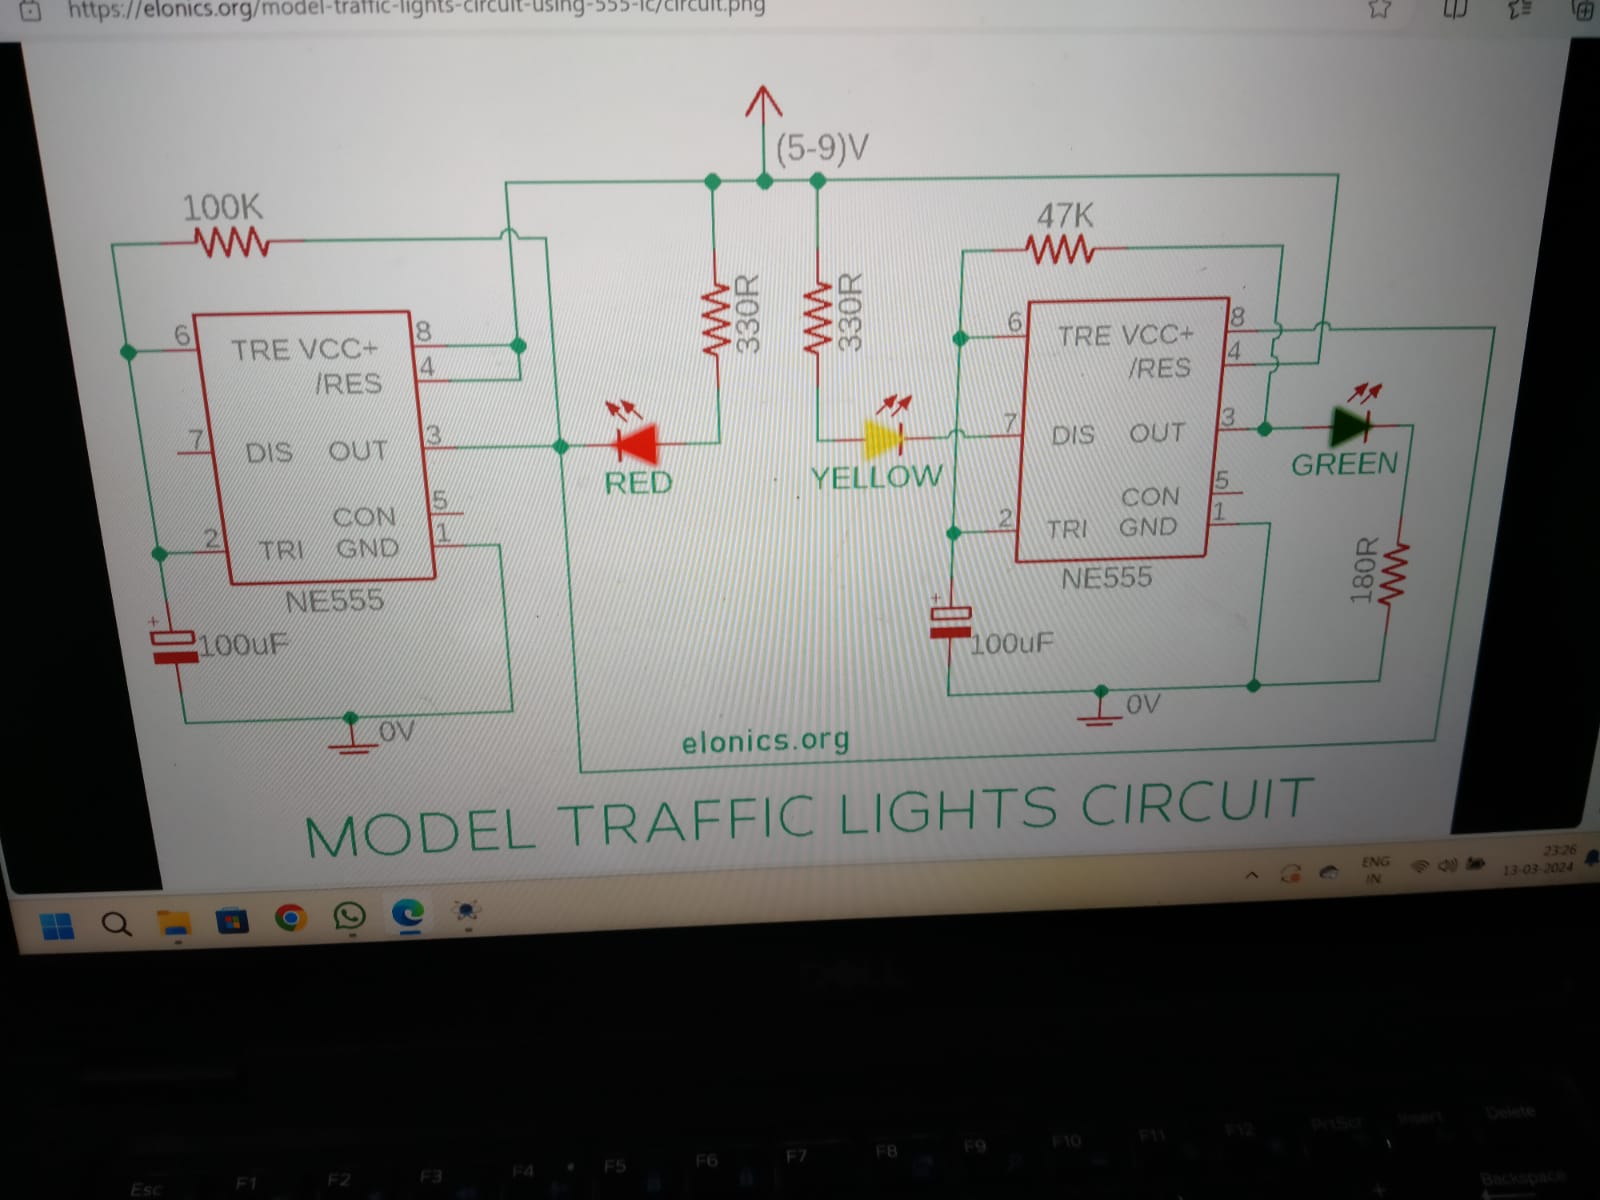 https://elonics.org/model-traffic-lights-circuit-using-555-ic/circuit.png
(5-9)V
100K
47K
330R
330R
6
TRE VCC+
8
/RES
4
7
DIS OUT
3
CON
5
2
TRI GND
1
NE555
+
100uF
0V
RED
YELLOW
6
TRE VCC+
8
/RES
4
7
DIS OUT
3
CON
5
2
TRI GND
1
NE555
+
100uF
0V
GREEN
180R
elonics.org
MODEL TRAFFIC LIGHTS CIRCUIT
ENG
IN
23:26
13-03-2024
DELL
Esc
F1
F2
F3
F4
F5
F6
F7
F8
F9
F10
F11
F12
PrtScr
Insert
Delete
Backspace